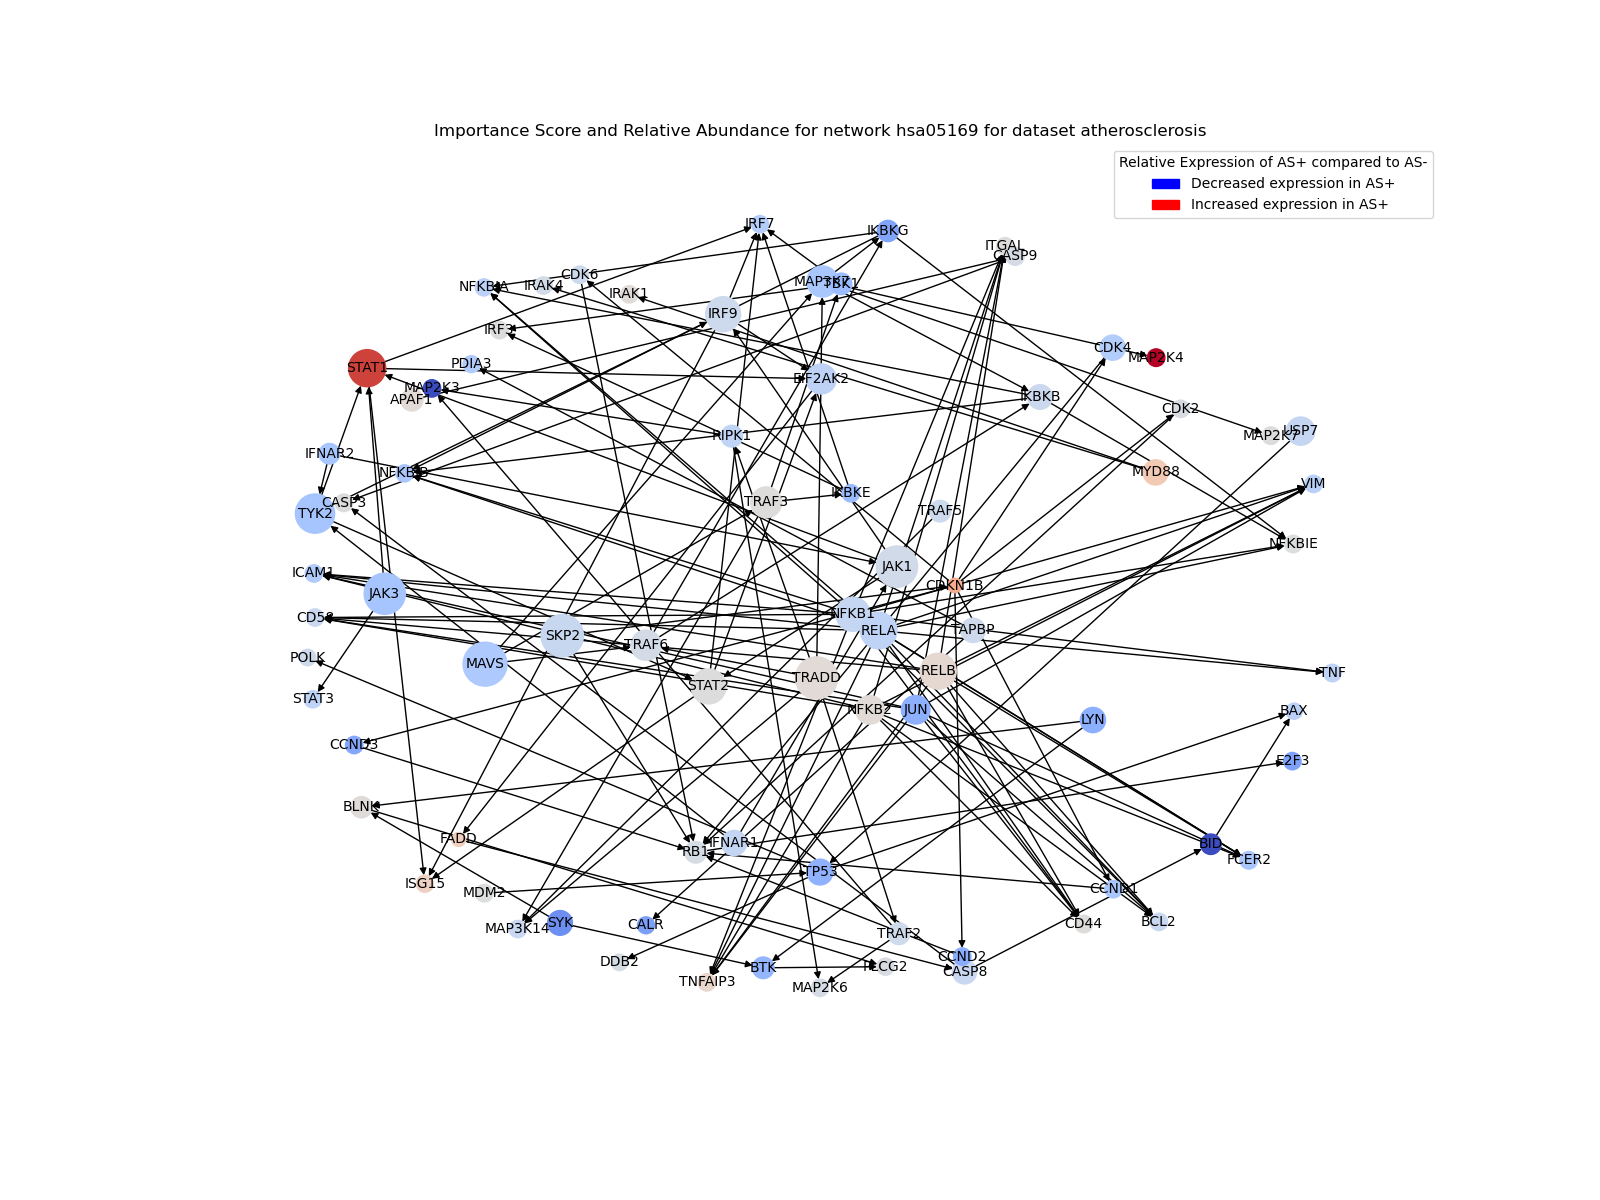 Importance Score and Relative Abundance for network hsa05169 for dataset atherosclerosis
Relative Expression of AS+ compared to AS-
Decreased expression in AS+
Increased expression in AS+
IRF7
IKBKG
ITGAL
CASP9
NFKBIA
IRAK4
CDK6
IRAK1
MAP3K7
TBK1
IRF3
IRF9
STAT1
PDIA3
MAP2K3
APAF1
EIF2AK2
CDK4
MAP2K4
IKBKB
CDK2
MAP2K7
USP7
RIPK1
IFNAR2
NFKBIB
MYD88
VIM
TYK2
CASP3
TRAF3
IKBKE
TRAF5
NFKBIE
ICAM1
JAK3
JAK1
CDKN1B
CD58
SKP2
TRAF6
NFKB1
RELA
TAPBP
POLK
MAVS
STAT2
TRADD
RELB
TNF
STAT3
NFKB2
JUN
LYN
BAX
CCND3
E2F3
BLNK
FADD
RB1
IFNAR1
BID
FCER2
ISG15
MDM2
TP53
CCND1
MAP3K14
SYK
CALR
TRAF2
CD44
BCL2
DDB2
BTK
PLCG2
CCND2
CASP8
TNFAIP3
MAP2K6